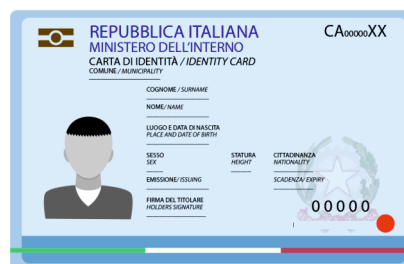 REPUBBLICA ITALIANA
CA00000XX
MINISTERO DELL'INTERNO
CARTA DI IDENTITÀ / IDENTITY CARD
COMUNE / MUNICIPALITY
COGNOME / SURNAME
NOME / NAME
LUOGO E DATA DI NASCITA
PLACE AND DATE OF BIRTH
SESSO STATURA CITTADINANZA
SEX HEIGHT NATIONALITY
EMISSIONE / ISSUING SCADENZA / EXPIRY
FIRMA DEL TITOLARE
HOLDERS SIGNATURE
00000